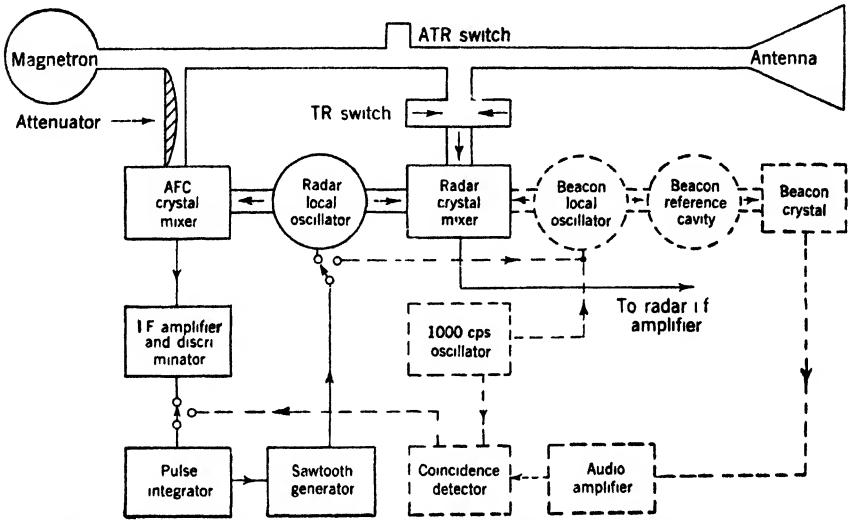 ATR switch
Magnetron
Antenna
Attenuator
TR switch
AFC
crystal
mixer
Radar
local
oscillator
Radar
crystal
mixer
Beacon
local
oscillator
Beacon
reference
cavity
Beacon
crystal
To radar i f
amplifier
I F amplifier
and discri
minator
1000 cps
oscillator
Pulse
integrator
Sawtooth
generator
Coincidence
detector
Audio
amplifier